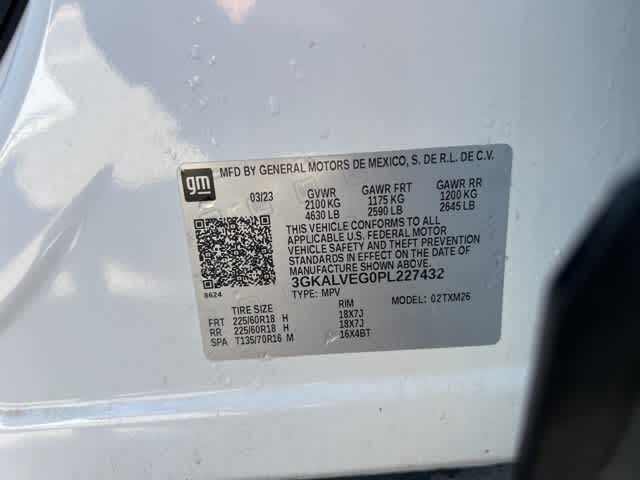 gm
MFD BY GENERAL MOTORS DE MEXICO, S. DE R.L. DE C.V.
03/23 GVWR GAWR FRT GAWR RR
2100 KG 1175 KG 1200 KG
4630 LB 2590 LB 2645 LB
THIS VEHICLE CONFORMS TO ALL
APPLICABLE U.S. FEDERAL MOTOR
VEHICLE SAFETY AND THEFT PREVENTION
STANDARDS IN EFFECT ON THE DATE OF
MANUFACTURE SHOWN ABOVE.
3GKALVEG0PL227432
8624
TYPE: MPV MODEL: 02TXM26
TIRE SIZE RIM
FRT 225/60R18 H 18X7J
RR 225/60R18 H 18X7J
SPA T135/70R16 M 16X4BT